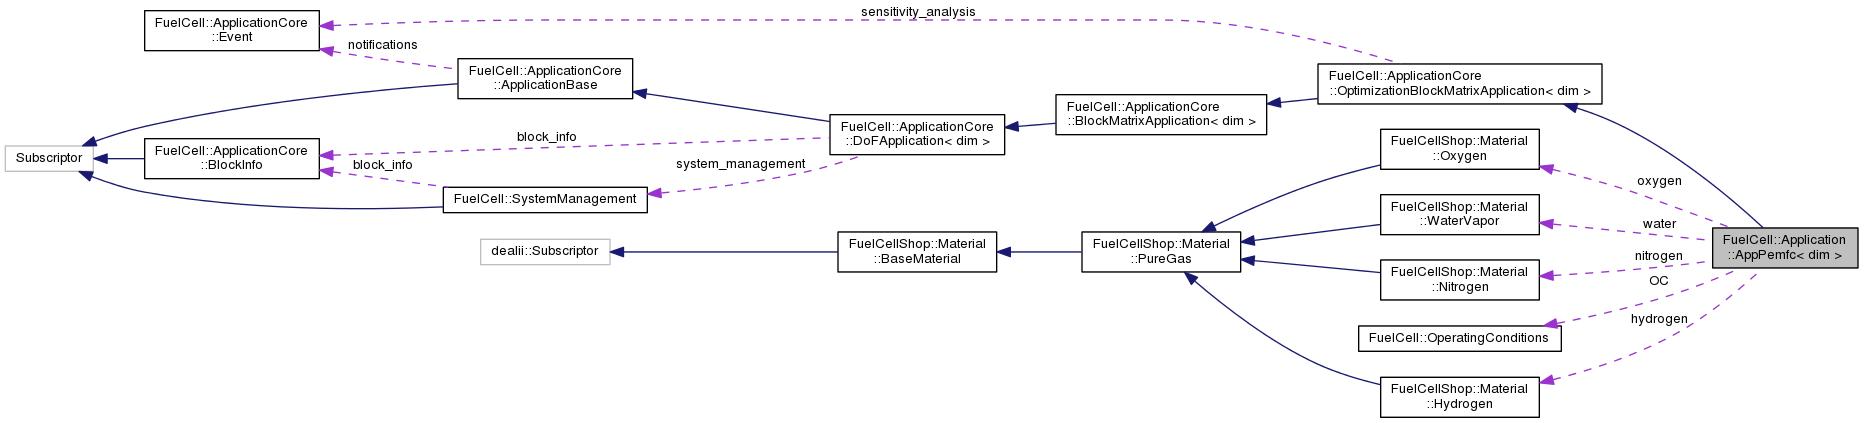 sensitivity_analysis
FuelCell::ApplicationCore
::Event
notifications
FuelCell::ApplicationCore
::ApplicationBase
FuelCell::ApplicationCore
::OptimizationBlockMatrixApplication< dim >
FuelCell::ApplicationCore
::BlockMatrixApplication< dim >
FuelCell::ApplicationCore
::DoFApplication< dim >
block_info
Subscriptor
FuelCell::ApplicationCore
::BlockInfo
block_info
system_management
FuelCell::SystemManagement
FuelCellShop::Material
::Oxygen
oxygen
FuelCellShop::Material
::WaterVapor
water
dealii::Subscriptor
FuelCellShop::Material
::BaseMaterial
FuelCellShop::Material
::PureGas
FuelCell::Application
::AppPemfc< dim >
nitrogen
FuelCellShop::Material
::Nitrogen
OC
hydrogen
FuelCell::OperatingConditions
FuelCellShop::Material
::Hydrogen